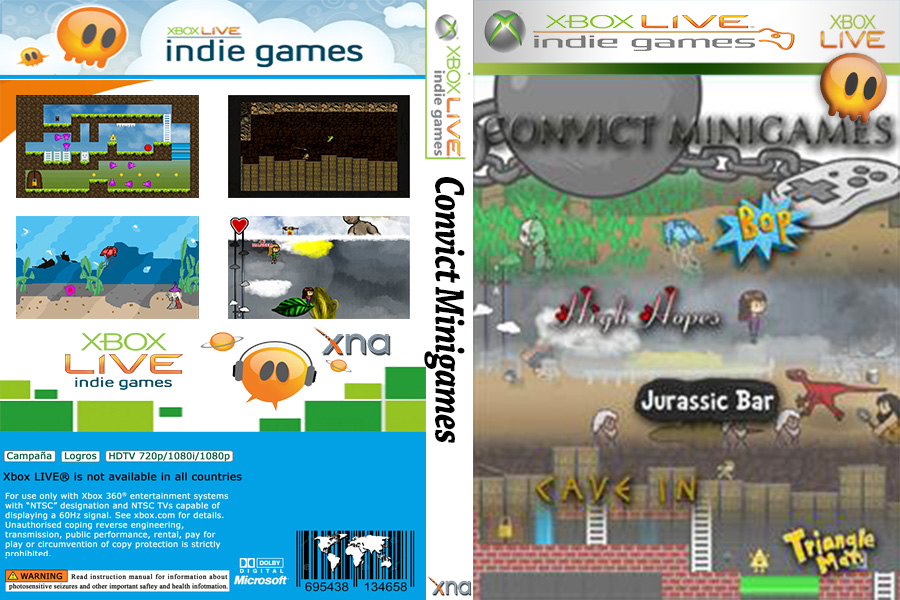 XBOX LIVE
indie games
XBOX LIVE
indie games
xna
Campaña Logros HDTV 720p/1080i/1080p
Xbox LIVE® is not available in all countries
For use only with Xbox 360® entertainment systems
with “NTSC” designation and NTSC TVs capable of
displaying a 60Hz signal. See xbox.com for details.
Unauthorised coping reverse engineering,
transmission, public performance, rental, pay for
play or circumvention of copy protection is strictly
prohibited.
WARNING Read instruction manual for information about
photosensitive seizures and other important saftey and health infotmation.
DOLBY
DIGITAL
Microsoft
695438 134658
XBOX LIVE
indie games
Convict Minigames
xna
XBOX LIVE
indie games
XBOX
LIVE
CONVICT MINIGAMES
BOP
High Hopes
Jurassic Bar
CAVE IN
Triangle
Man